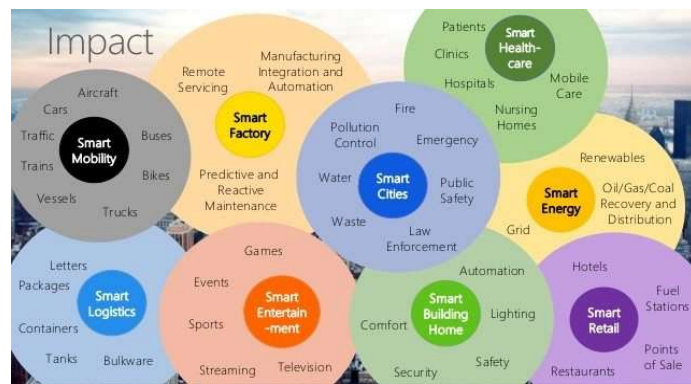 Impact
Aircraft
Cars
Traffic
Buses
Smart
Mobility
Trains
Bikes
Vessels
Trucks
Manufacturing
Integration and
Automation
Remote
Servicing
Smart
Factory
Predictive and
Reactive
Maintenance
Fire
Pollution
Control
Emergency
Water
Smart
Cities
Public
Safety
Waste
Law
Enforcement
Patients
Smart
Health-
care
Clinics
Hospitals
Mobile
Care
Nursing
Homes
Renewables
Smart
Energy
Oil/Gas/Coal
Recovery and
Distribution
Grid
Letters
Packages
Smart
Logistics
Containers
Tanks
Bulkware
Games
Events
Smart
Entertain
-ment
Sports
Streaming
Television
Automation
Smart
Building
Home
Lighting
Comfort
Safety
Security
Hotels
Fuel
Stations
Smart
Retail
Points
of Sale
Restaurants